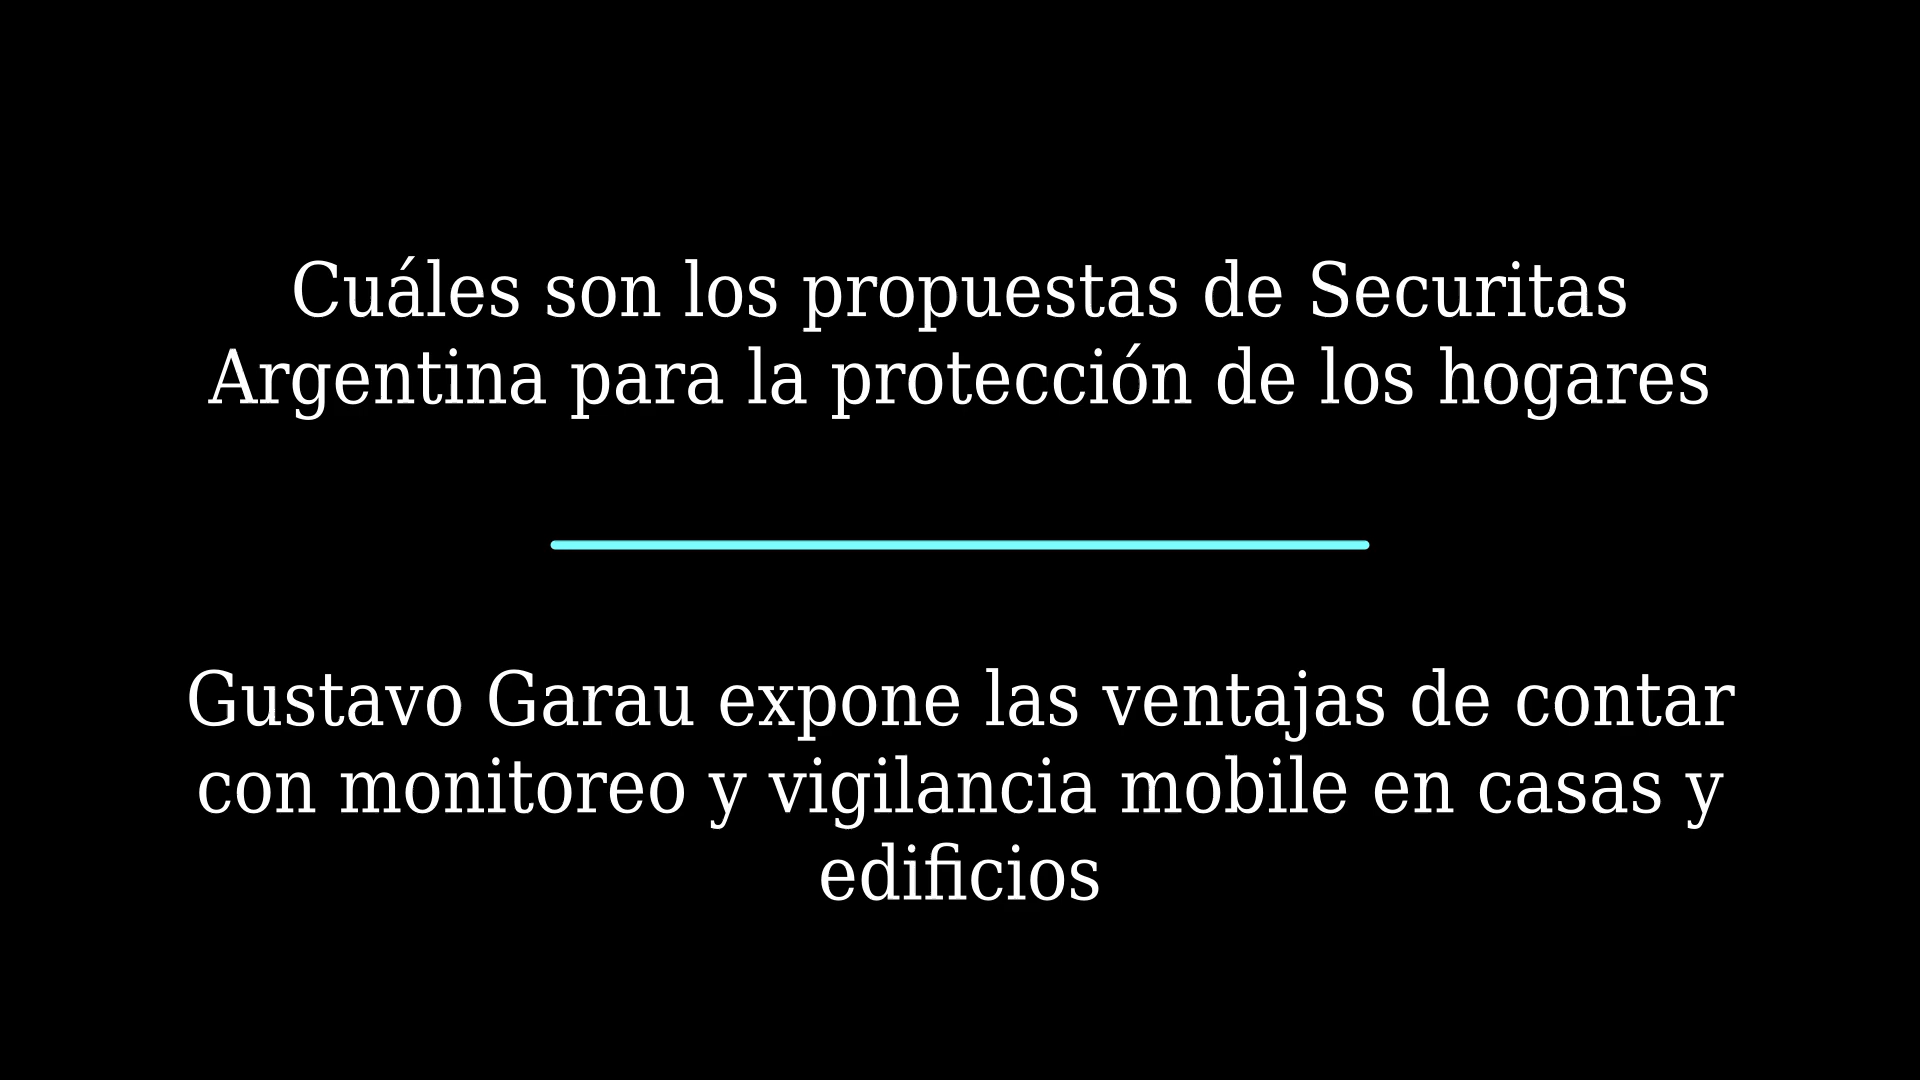 Cuáles son los propuestas de Securitas
Argentina para la protección de los hogares
Gustavo Garau expone las ventajas de contar
con monitoreo y vigilancia mobile en casas y
edificios